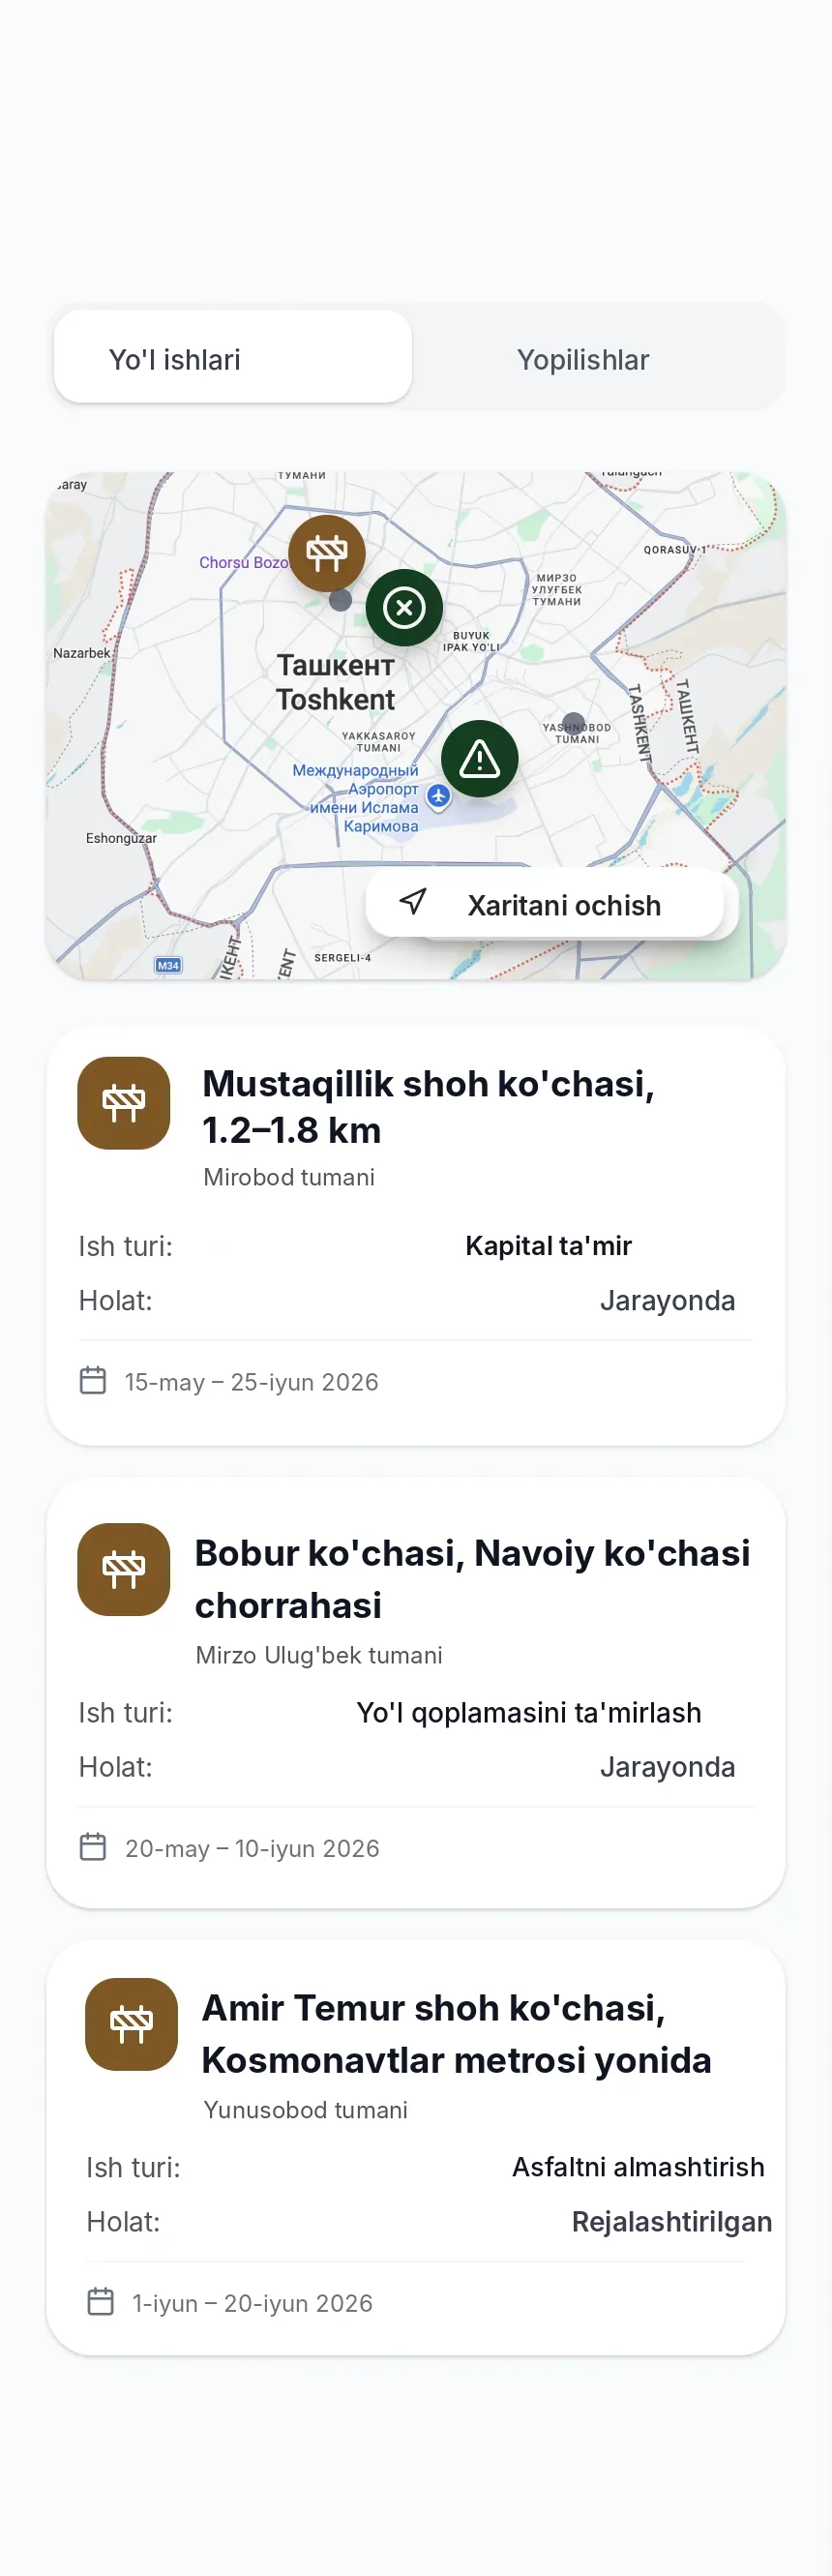 Yo'l ishlari
Yopilishlar
ТУМАНИ
QORASUV-1
Chorsu
МИРЗО
УЛУҒБЕК
ТУМАНИ
BUYUK
IPAK YO'LI
Nazarbek
Ташкент
Toshkent
TASHKENT
ТАШКЕНТ
YAKKASAROY
TUMANI
YASHNOBOD
TUMANI
Международный
Аэропорт
имени Ислама
Каримова
Eshonguzar
Xaritani ochish
M34
SERGELI-4
Mustaqillik shoh ko'chasi,
1.2–1.8 km
Mirobod tumani
Ish turi:
Kapital ta'mir
Holat:
Jarayonda
15-may – 25-iyun 2026
Bobur ko'chasi, Navoiy ko'chasi
chorrahasi
Mirzo Ulug'bek tumani
Ish turi:
Yo'l qoplamasini ta'mirlash
Holat:
Jarayonda
20-may – 10-iyun 2026
Amir Temur shoh ko'chasi,
Kosmonavtlar metrosi yonida
Yunusobod tumani
Ish turi:
Asfaltni almashtirish
Holat:
Rejalashtirilgan
1-iyun – 20-iyun 2026